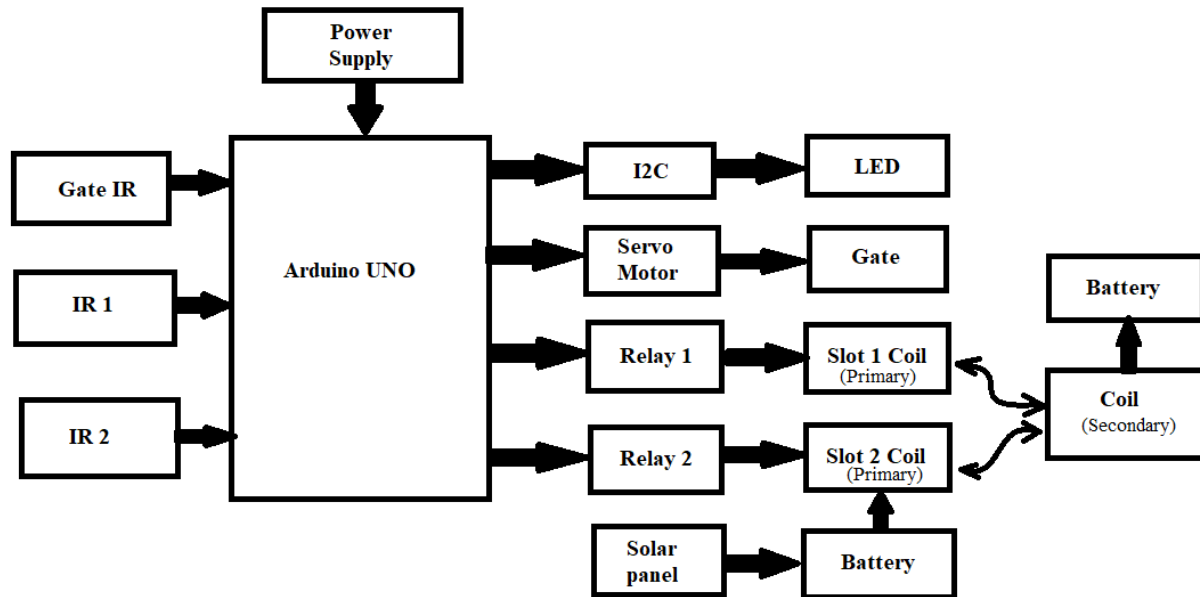 Power
Supply
Gate IR
IR 1
IR 2
Arduino UNO
I2C
LED
Servo
Motor
Gate
Relay 1
Slot 1 Coil
(Primary)
Relay 2
Slot 2 Coil
(Primary)
Solar
panel
Battery
Battery
Coil
(Secondary)